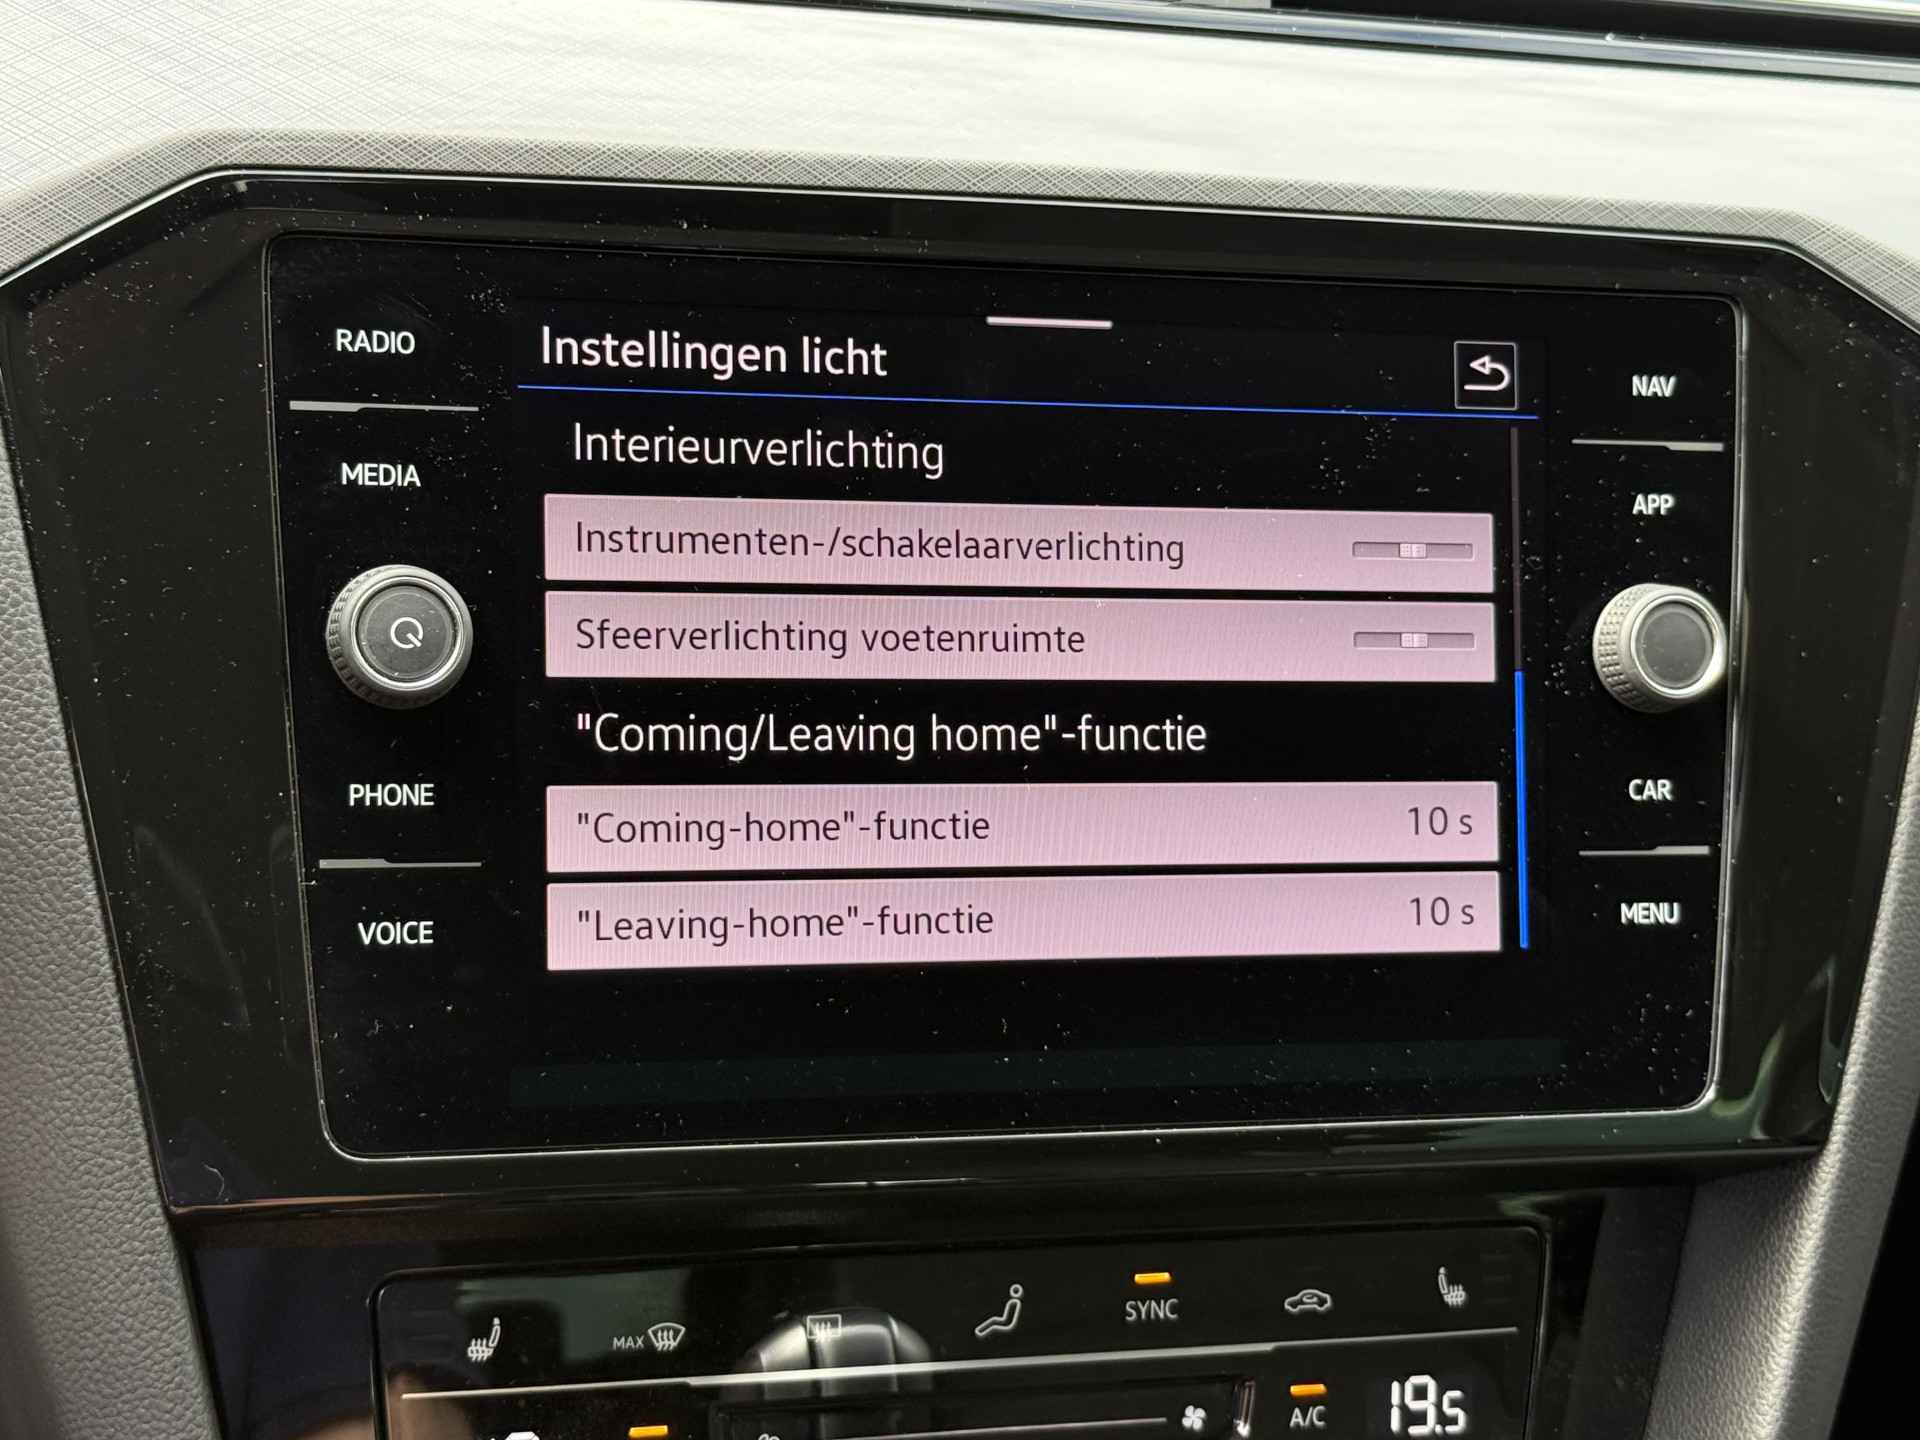 RADIO
MEDIA
PHONE
VOICE
Instellingen licht
Interieurverlichting
Instrumenten-/schakelaarverlichting
Sfeerverlichting voetenruimte
"Coming/Leaving home"-functie
"Coming-home"-functie 10 s
"Leaving-home"-functie 10 s
NAV
APP
CAR
MENU
MAX
SYNC
A/C
19.5